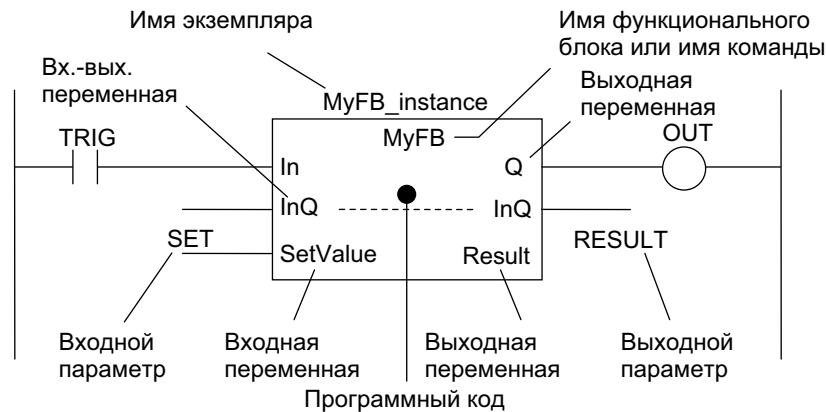 Имя экземпляра
Имя функционального
блока или имя команды
Вх.-вых.
переменная
Выходная
переменная
MyFB_instance
MyFB
TRIG
OUT
In
Q
InQ
InQ
SET
RESULT
SetValue
Result
Входной
параметр
Входная
переменная
Выходная
переменная
Выходной
параметр
Программный код